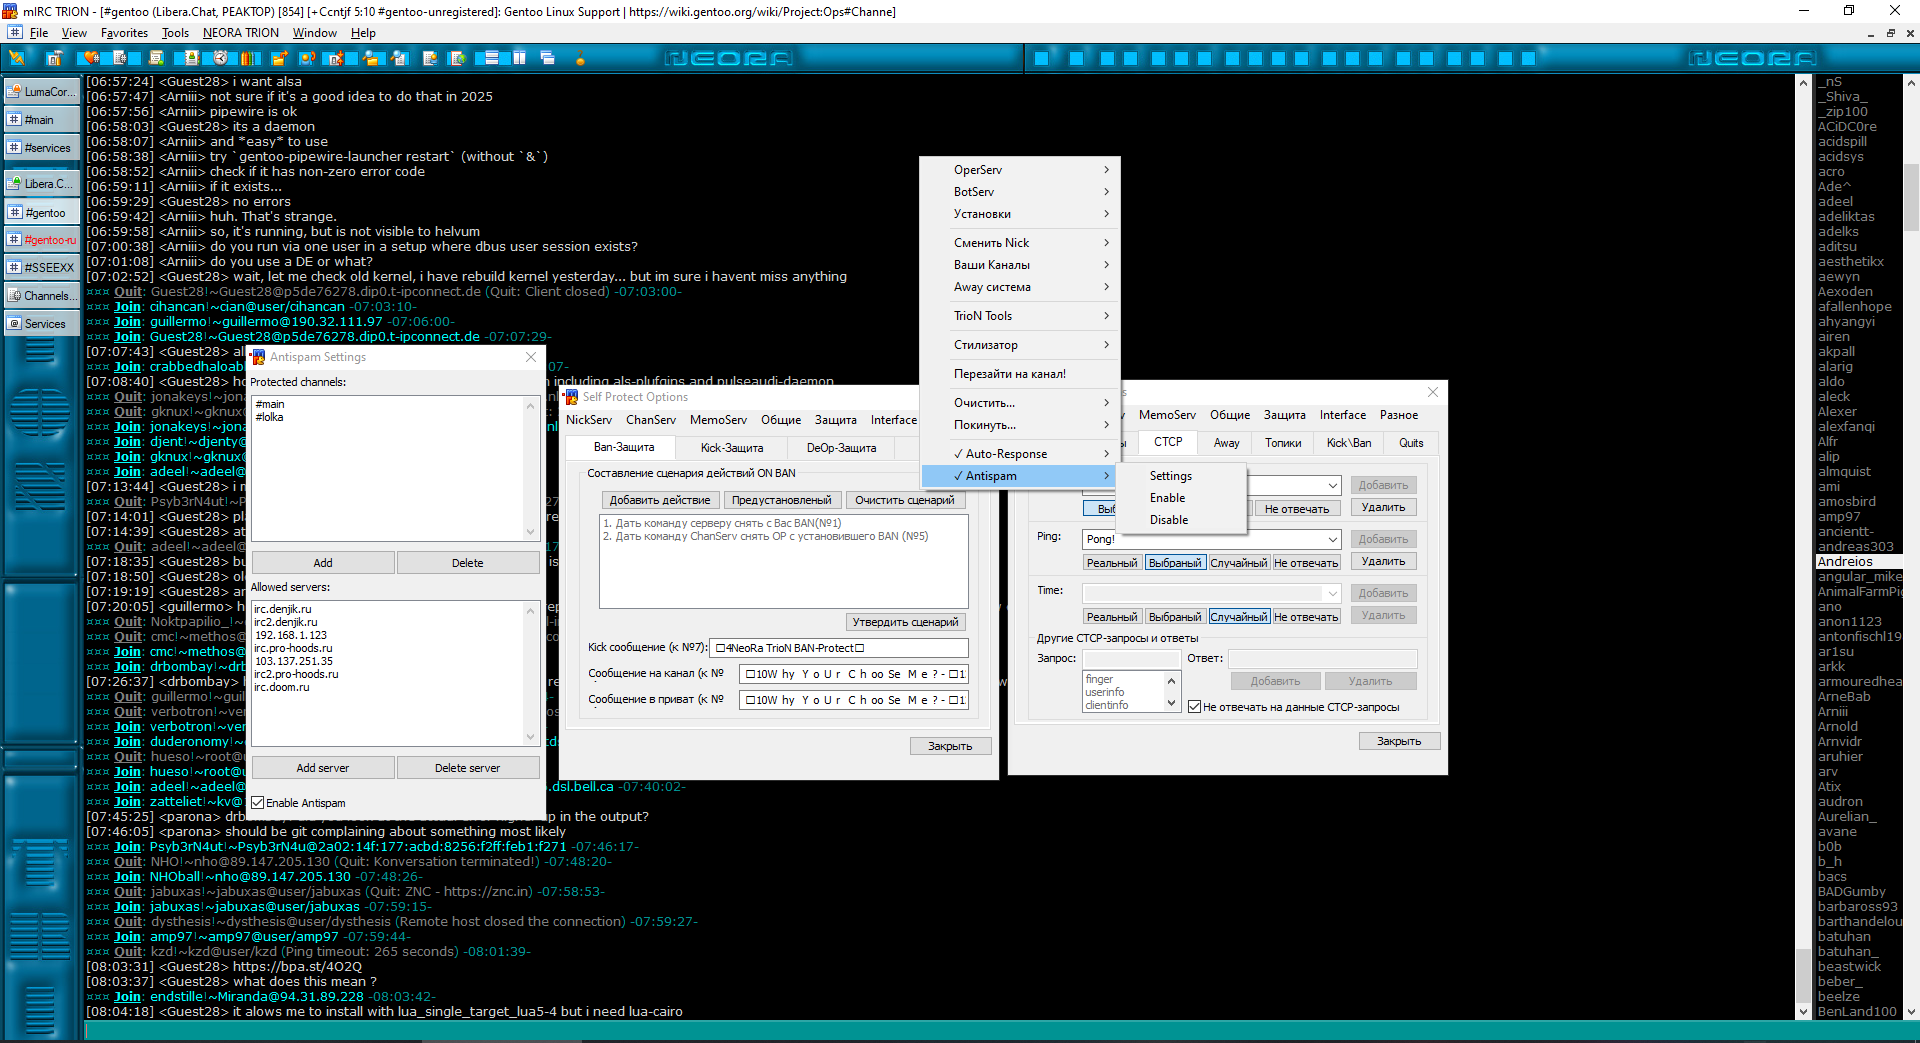 mIRC TRION - [#gentoo (Libera.Chat, PEAKTOP) [854] [+Ccntjf 5:10 #gentoo-unregistered]: Gentoo Linux Support | https://wiki.gentoo.org/wiki/Project:Ops#Channe]
File View Favorites Tools NEORA TRION Window Help
NEORA NEORA
LumaCor...
#main
#services
Libera.C...
#gentoo
#gentoo-ru
#SSEEXX
Channels...
Services
[06:57:24] <Guest28> i want alsa
[06:57:47] <Arniii> not sure if it's a good idea to do that in 2025
[06:57:56] <Arniii> pipewire is ok
[06:58:03] <Guest28> its a daemon
[06:58:07] <Arniii> and *easy* to use
[06:58:38] <Arniii> try `gentoo-pipewire-launcher restart` (without `&`)
[06:58:52] <Arniii> check if it has non-zero error code
[06:59:11] <Arniii> if it exists...
[06:59:29] <Guest28> no errors
[06:59:42] <Arniii> huh. That's strange.
[06:59:58] <Arniii> so, it's running, but is not visible to helvum
[07:00:38] <Arniii> do you run via one user in a setup where dbus user session exists?
[07:01:08] <Arniii> do you use a DE or what?
[07:02:52] <Guest28> wait, let me check old kernel, i have rebuild kernel yesterday... but im sure i havent miss anything
¤¤¤ Quit: Guest28!~Guest28@p5de76278.dip0.t-ipconnect.de (Quit: Client closed) -07:03:00-
¤¤¤ Join: cihancan!~cian@user/cihancan -07:03:10-
¤¤¤ Join: guillermo!~guillermo@190.32.111.97 -07:06:00-
¤¤¤ Join: Guest28!~Guest28@p5de76278.dip0.t-ipconnect.de -07:07:29-
[07:07:43] <Guest28> al
¤¤¤ Join: crabbedhaloabl 07-
[07:08:40] <Guest28> ho n including als-plufgins and pulseaudi-daemon
¤¤¤ Quit: jonakeys!~jon
¤¤¤ Quit: gknux!~gknux@
¤¤¤ Join: jonakeys!~jona
¤¤¤ Join: djent!~djenty@
¤¤¤ Join: gknux!~gknux@
¤¤¤ Join: adeel!~adeel@
[07:13:44] <Guest28> i m
¤¤¤ Quit: Psyb3rN4ut!~P
[07:14:01] <Guest28> pla
[07:14:39] <Guest28> at
¤¤¤ Quit: adeel!~adeel@
[07:18:35] <Guest28> bu is
[07:18:50] <Guest28> ol
[07:19:19] <Guest28> an
[07:20:05] <guillermo> h
¤¤¤ Quit: Noktpapilio_!~
¤¤¤ Quit: cmc!~methos@
¤¤¤ Join: cmc!~methos@
¤¤¤ Join: drbombay!~drb
[07:26:37] <drbombay> h
¤¤¤ Quit: guillermo!~guil
¤¤¤ Quit: verbotron!~ver
¤¤¤ Join: verbotron!~ver
¤¤¤ Join: duderonomy!~
¤¤¤ Quit: hueso!~root@u
¤¤¤ Join: hueso!~root@u
¤¤¤ Join: adeel!~adeel@ .dsl.bell.ca -07:40:02-
¤¤¤ Join: zatteliet!~kv@
[07:45:25] <parona> in the output?
[07:46:05] <parona> should be git complaining about something most likely
¤¤¤ Join: Psyb3rN4ut!~Psyb3rN4u@2a02:14f:177:acbd:8256:f2ff:feb1:f271 -07:46:17-
¤¤¤ Quit: NHO!~nho@89.147.205.130 (Quit: Konversation terminated!) -07:48:20-
¤¤¤ Join: NHOball!~nho@89.147.205.130 -07:48:26-
¤¤¤ Quit: jabuxas!~jabuxas@user/jabuxas (Quit: ZNC - https://znc.in) -07:58:53-
¤¤¤ Join: jabuxas!~jabuxas@user/jabuxas -07:59:15-
¤¤¤ Quit: dysthesis!~dysthesis@user/dysthesis (Remote host closed the connection) -07:59:27-
¤¤¤ Join: amp97!~amp97@user/amp97 -07:59:44-
¤¤¤ Quit: kzd!~kzd@user/kzd (Ping timeout: 265 seconds) -08:01:39-
[08:03:31] <Guest28> https://bpa.st/4O2Q
[08:03:37] <Guest28> what does this mean ?
¤¤¤ Join: endstille!~Miranda@94.31.89.228 -08:03:42-
[08:04:18] <Guest28> it alows me to install with lua_single_target_lua5-4 but i need lua-cairo
Antispam Settings
Protected channels:
#main
#lolka
Add Delete
Allowed servers:
irc.denjik.ru
irc2.denjik.ru
192.168.1.123
irc.pro-hoods.ru
103.137.251.35
irc2.pro-hoods.ru
irc.doom.ru
Add server Delete server
Enable Antispam
Self Protect Options
NickServ ChanServ MemoServ Общие Защита Interface
Ban-Защита Kick-Защита DeOp-Защита
Составление сценария действий ON BAN
Добавить действие Предустановленый Очистить сценарий
1. Дать команду серверу снять с Вас BAN(№1)
2. Дать команду ChanServ снять OP с установившего BAN (№5)
Утвердить сценарий
Kick сообщение (к №7): □4NeoRa TrioN BAN-Protect□
Сообщение на канал (к № □10W hy Y o U r C h oo Se M e ? - □1
Сообщение в приват (к № □10W hy Y o U r C h oo Se M e ? - □1
Закрыть
OperServ
BotServ
Установки
Сменить Nick
Ваши Каналы
Away система
TrioN Tools
Стилизатор
Перезайти на канал!
Очистить...
Покинуть...
✓ Auto-Response
✓ Antispam
Settings
Enable
Disable
MemoServ Общие Защита Interface Разное
CTCP Away Топики Kick\Ban Quits
Добавить
Выб Не отвечать Удалить
Ping: Pong! Добавить
Реальный Выбраный Случайный Не отвечать Удалить
Time: Добавить
Реальный Выбраный Случайный Не отвечать Удалить
Другие CTCP-запросы и ответы
Запрос: Ответ:
finger
userinfo
clientinfo
Добавить Удалить
Не отвечать на данные CTCP-запросы
Закрыть
_nS
_Shiva_
_zip100
ACiDC0re
acidspill
acidsys
acro
Ade^
adeel
adeliktas
adelks
aditsu
aesthetikx
aewyn
Aexoden
afallenhope
ahyangyi
airen
akpall
alarig
aldo
aleck
Alexer
alexfanqi
Alfr
alip
almquist
ami
amosbird
amp97
ancientt-
andreas303
Andreios
angular_mike
AnimalFarmPig
ano
anon1123
antonfischl19
ar1su
arkk
armouredhea
ArneBab
Arniii
Arnold
Arnvidr
aruhier
arv
Atix
audron
Aurelian_
avane
b0b
b_h
bacs
BADGumby
barbaross93
barthandelou
batuhan
batuhan_
beastwick
beber_
beelze
BenLand100